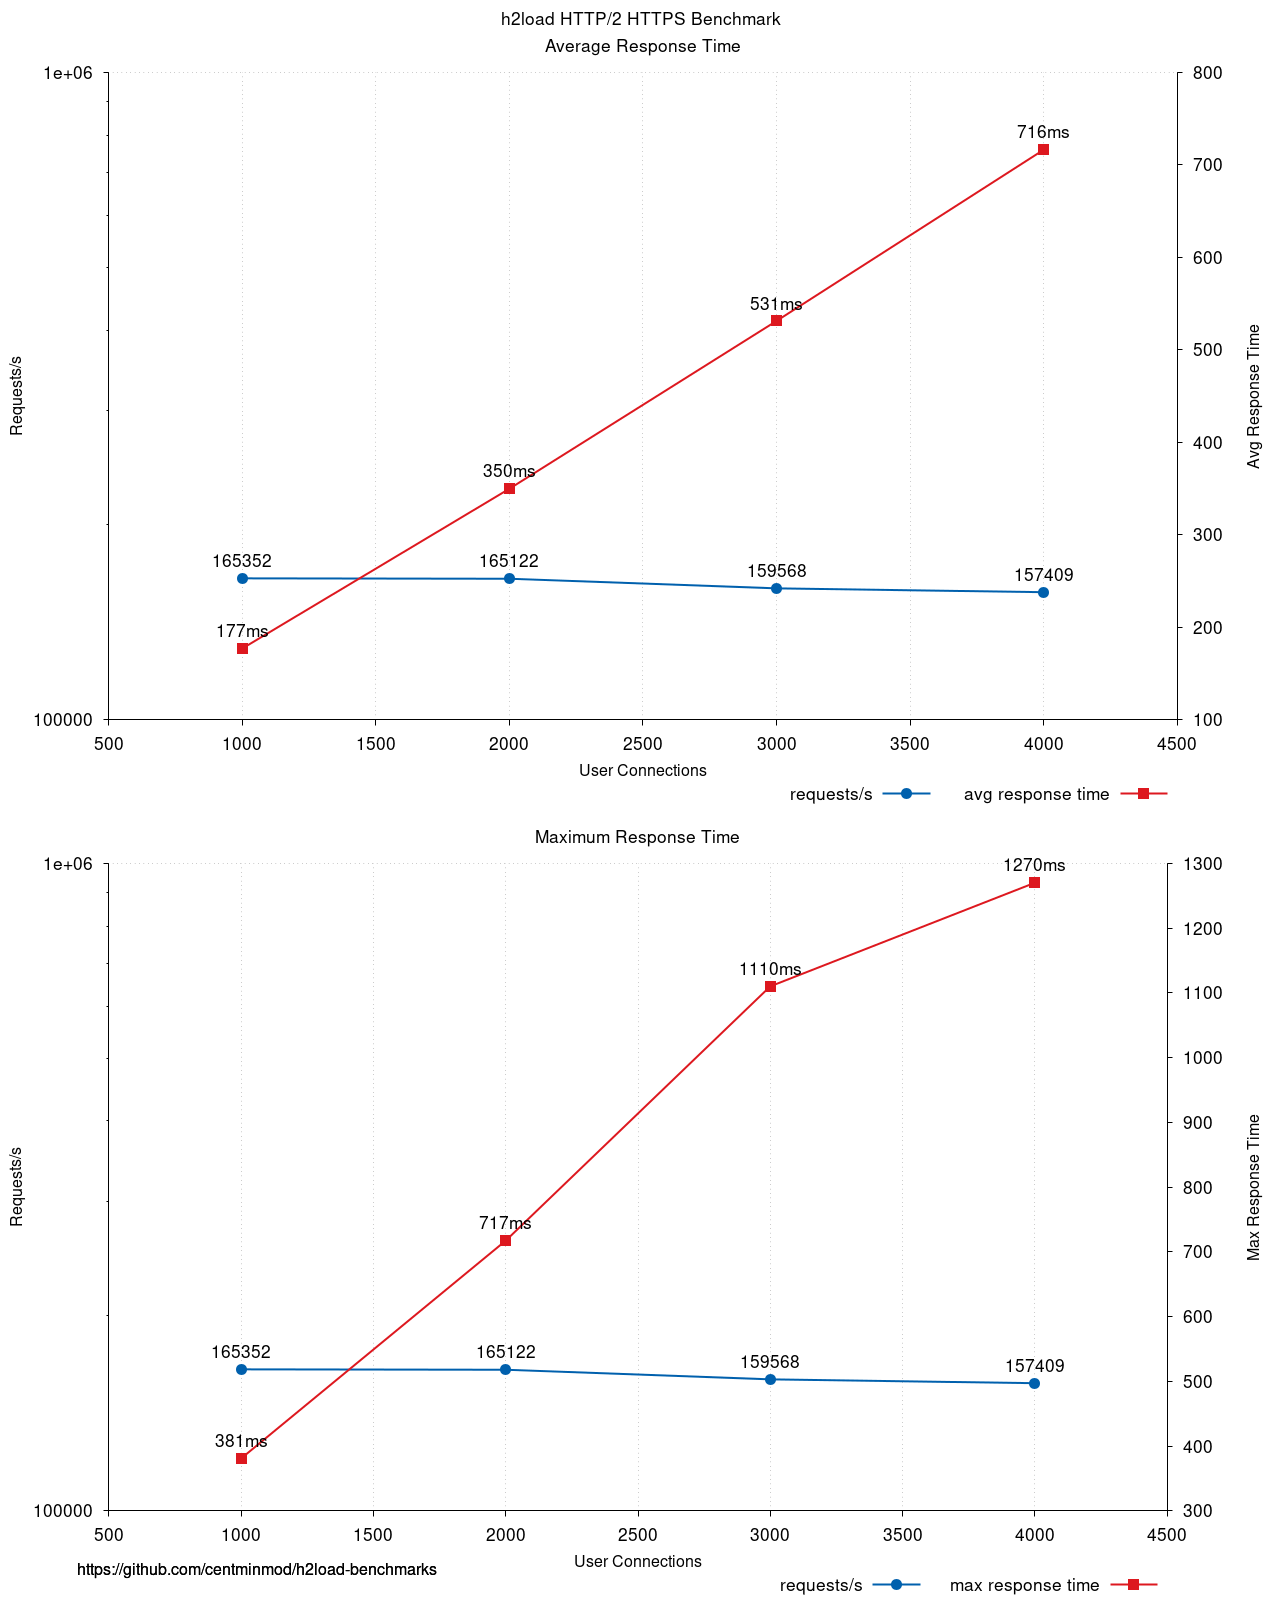 h2load HTTP/2 HTTPS Benchmark
Average Response Time
1e+06
100000
Requests/s
800
700
600
500
400
300
200
100
Avg Response Time
716ms
531ms
350ms
177ms
165352
165122
159568
157409
500 1000 1500 2000 2500 3000 3500 4000 4500
User Connections
requests/s avg response time
Maximum Response Time
1e+06
100000
Requests/s
1300
1200
1100
1000
900
800
700
600
500
400
300
Max Response Time
1270ms
1110ms
717ms
381ms
165352
165122
159568
157409
500 1000 1500 2000 2500 3000 3500 4000 4500
User Connections
https://github.com/centminmod/h2load-benchmarks
requests/s max response time